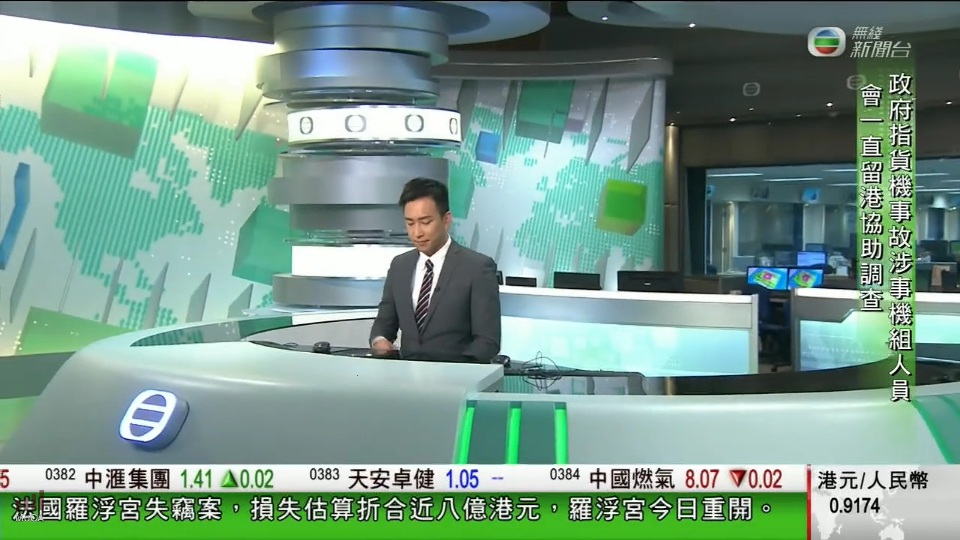 無綫
新聞台
政府指貨機事故涉事機組人員
會一直留港協助調查
5 0382 中滙集團 1.41 ▲0.02 0383 天安卓健 1.05 -- 0384 中國燃氣 8.07 ▼0.02
港元/人民幣
0.9174
國羅浮宮失竊案，損失估算折合近八億港元，羅浮宮今日重開。